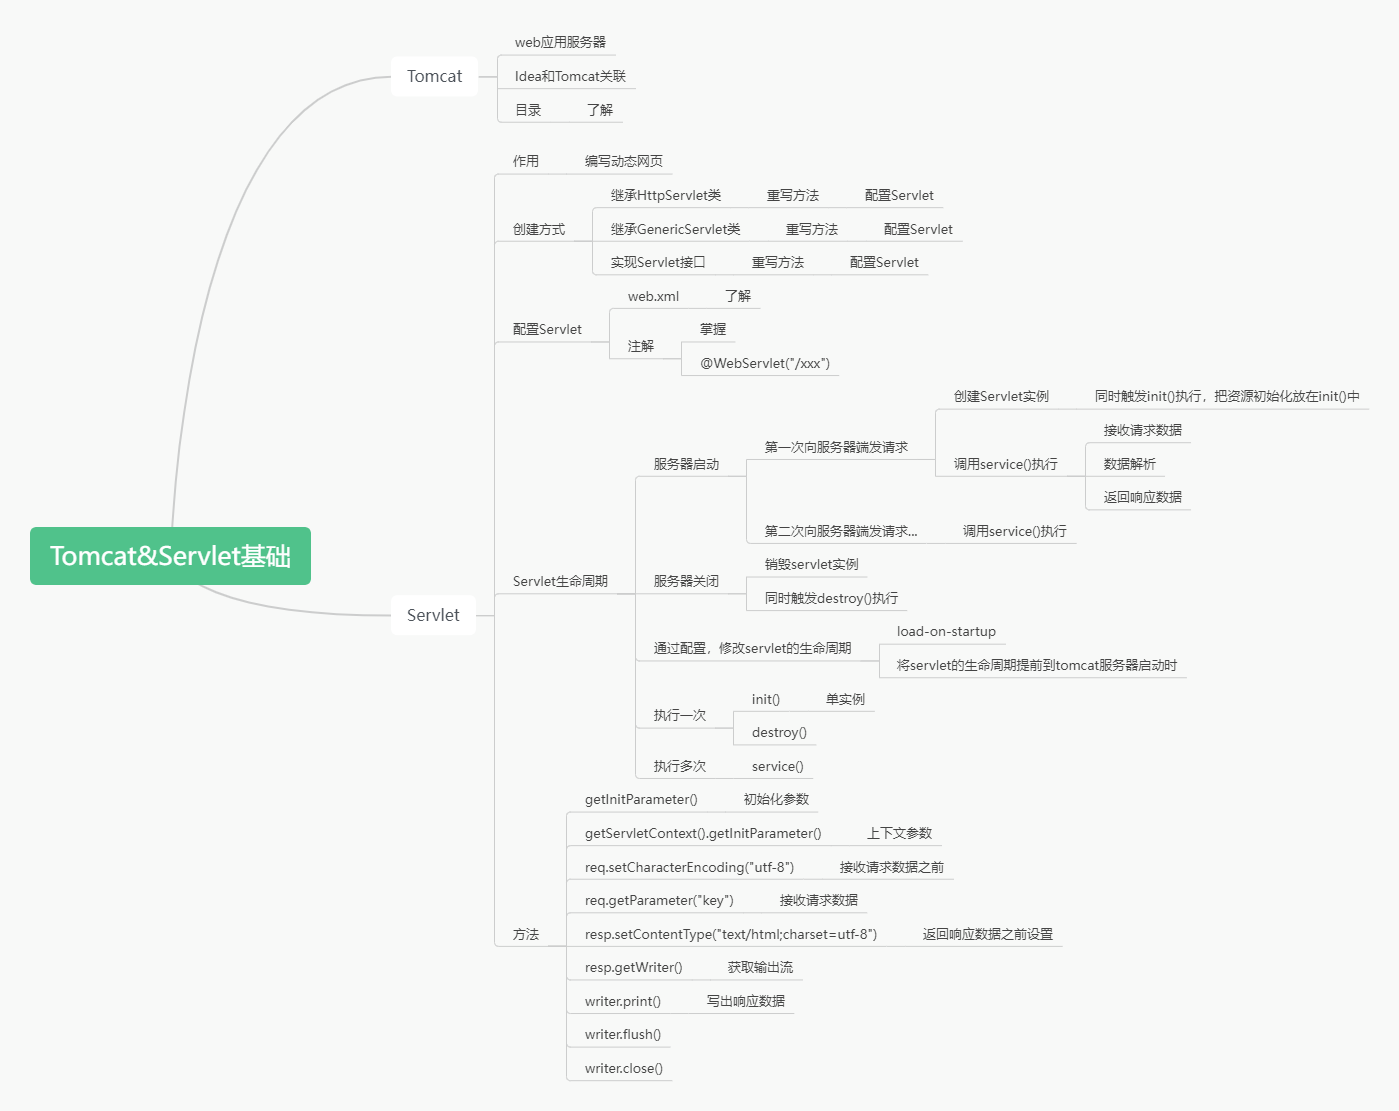 Tomcat&Servlet基础
Tomcat
web应用服务器
Idea和Tomcat关联
目录 了解
Servlet
作用 编写动态网页
创建方式
继承HttpServlet类 重写方法 配置Servlet
继承GenericServlet类 重写方法 配置Servlet
实现Servlet接口 重写方法 配置Servlet
配置Servlet
web.xml 了解
注解
掌握
@WebServlet("/xxx")
Servlet生命周期
服务器启动
第一次向服务器端发请求
创建Servlet实例 同时触发init()执行，把资源初始化放在init()中
调用service()执行
接收请求数据
数据解析
返回响应数据
第二次向服务器端发请求... 调用service()执行
服务器关闭
销毁servlet实例
同时触发destroy()执行
通过配置，修改servlet的生命周期
load-on-startup
将servlet的生命周期提前到tomcat服务器启动时
执行一次
init() 单实例
destroy()
执行多次 service()
方法
getInitParameter() 初始化参数
getServletContext().getInitParameter() 上下文参数
req.setCharacterEncoding("utf-8") 接收请求数据之前
req.getParameter("key") 接收请求数据
resp.setContentType("text/html;charset=utf-8") 返回响应数据之前设置
resp.getWriter() 获取输出流
writer.print() 写出响应数据
writer.flush()
writer.close()